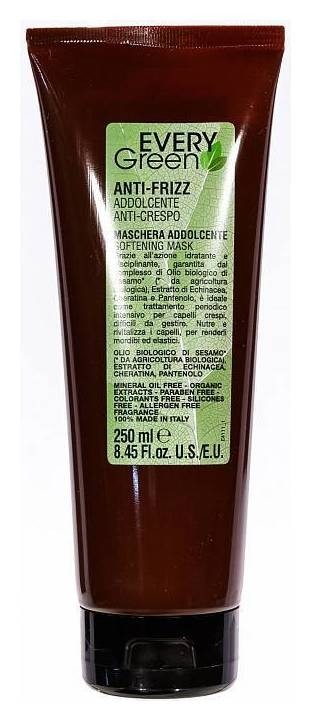 EVERY
Green
ANTI-FRIZZ
ADDOLCENTE
ANTI-CRESPO
MASCHERA ADDOLCENTE
SOFTENING MASK
Grazie all'azione idratante e
disciplinante, garantita dal
complesso di Olio biologico di
sesamo* (* da agricoltura
biologica), Estratto di Echinacea,
Cheratina e Pantenolo, è ideale
come trattamento periodico
intensivo per capelli crespi,
difficili da gestire. Nutre e
rivitalizza i capelli, per renderli
morbidi ed elastici.
OLIO BIOLOGICO DI SESAMO*
(* DA AGRICOLTURA BIOLOGICA),
ESTRATTO DI ECHINACEA,
CHERATINA, PANTENOLO
MINERAL OIL FREE - ORGANIC
EXTRACTS - PARABEN FREE -
COLORANTS FREE - SILICONES
FREE - ALLERGEN FREE
FRAGRANCE
100% MADE IN ITALY
250 ml ℮
8.45 Fl.oz. U.S./E.U.